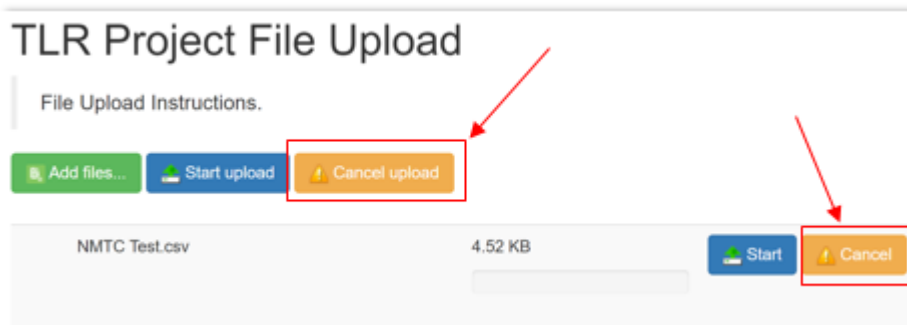 TLR Project File Upload
File Upload Instructions.
Add files... Start upload Cancel upload
NMTC Test.csv 4.52 KB Start Cancel